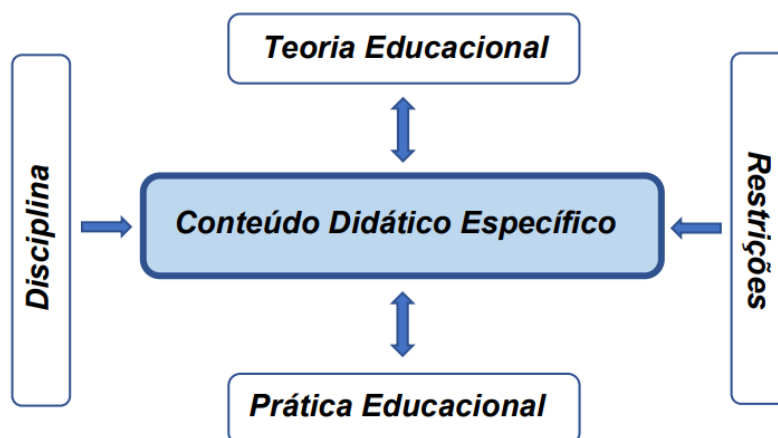 Teoria Educacional
Disciplina
Conteúdo Didático Específico
Restrições
Prática Educacional